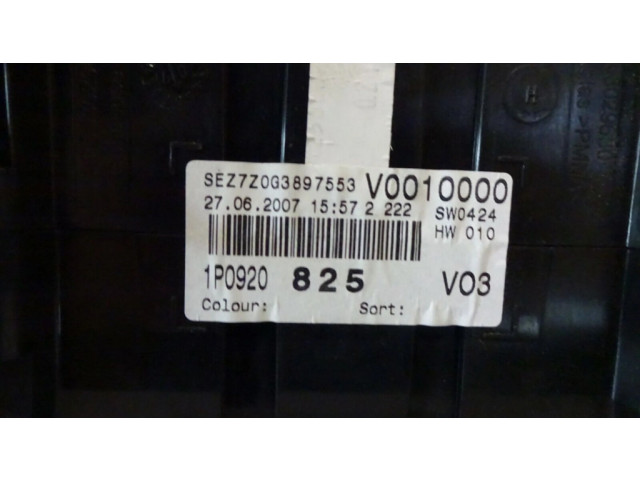 SEZ7Z0G3897553 V0010000
27.06.2007 15:57 2 222 SW0424
HW 010
1P0920 825 V03
Colour: Sort: